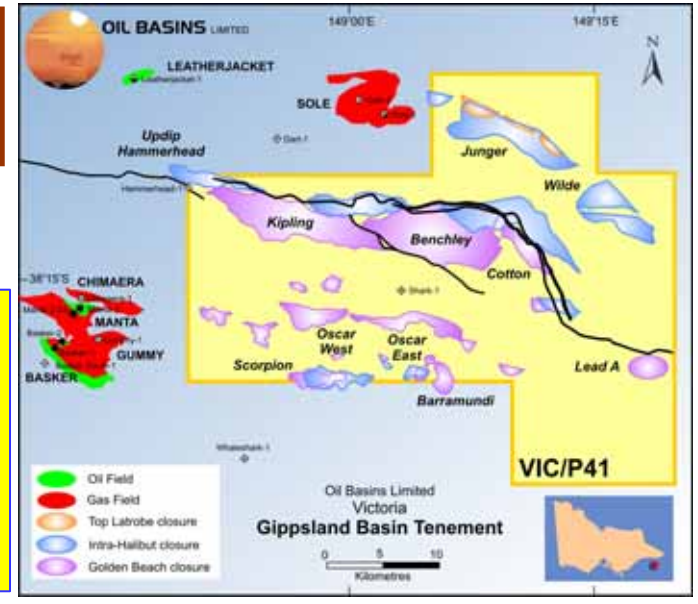 OIL BASINS LIMITED
149°00'E
149°15'E
N
LEATHERJACKET
Leatherjacket-1
SOLE
Dart-1
Updip
Hammerhead
Hammerhead-1
Junger
Wilde
Kipling
Benchley
Cotton
38°15'S
CHIMAERA
MANTA
GUMMY
BASKER
Shark-1
Oscar
West
Oscar
East
Scorpion
Barramundi
Lead A
Whaleshark-1
VIC/P41
Oil Field
Gas Field
Top Latrobe closure
Intra-Halibut closure
Golden Beach closure
Oil Basins Limited
Victoria
Gippsland Basin Tenement
0 5 10
Kilometres